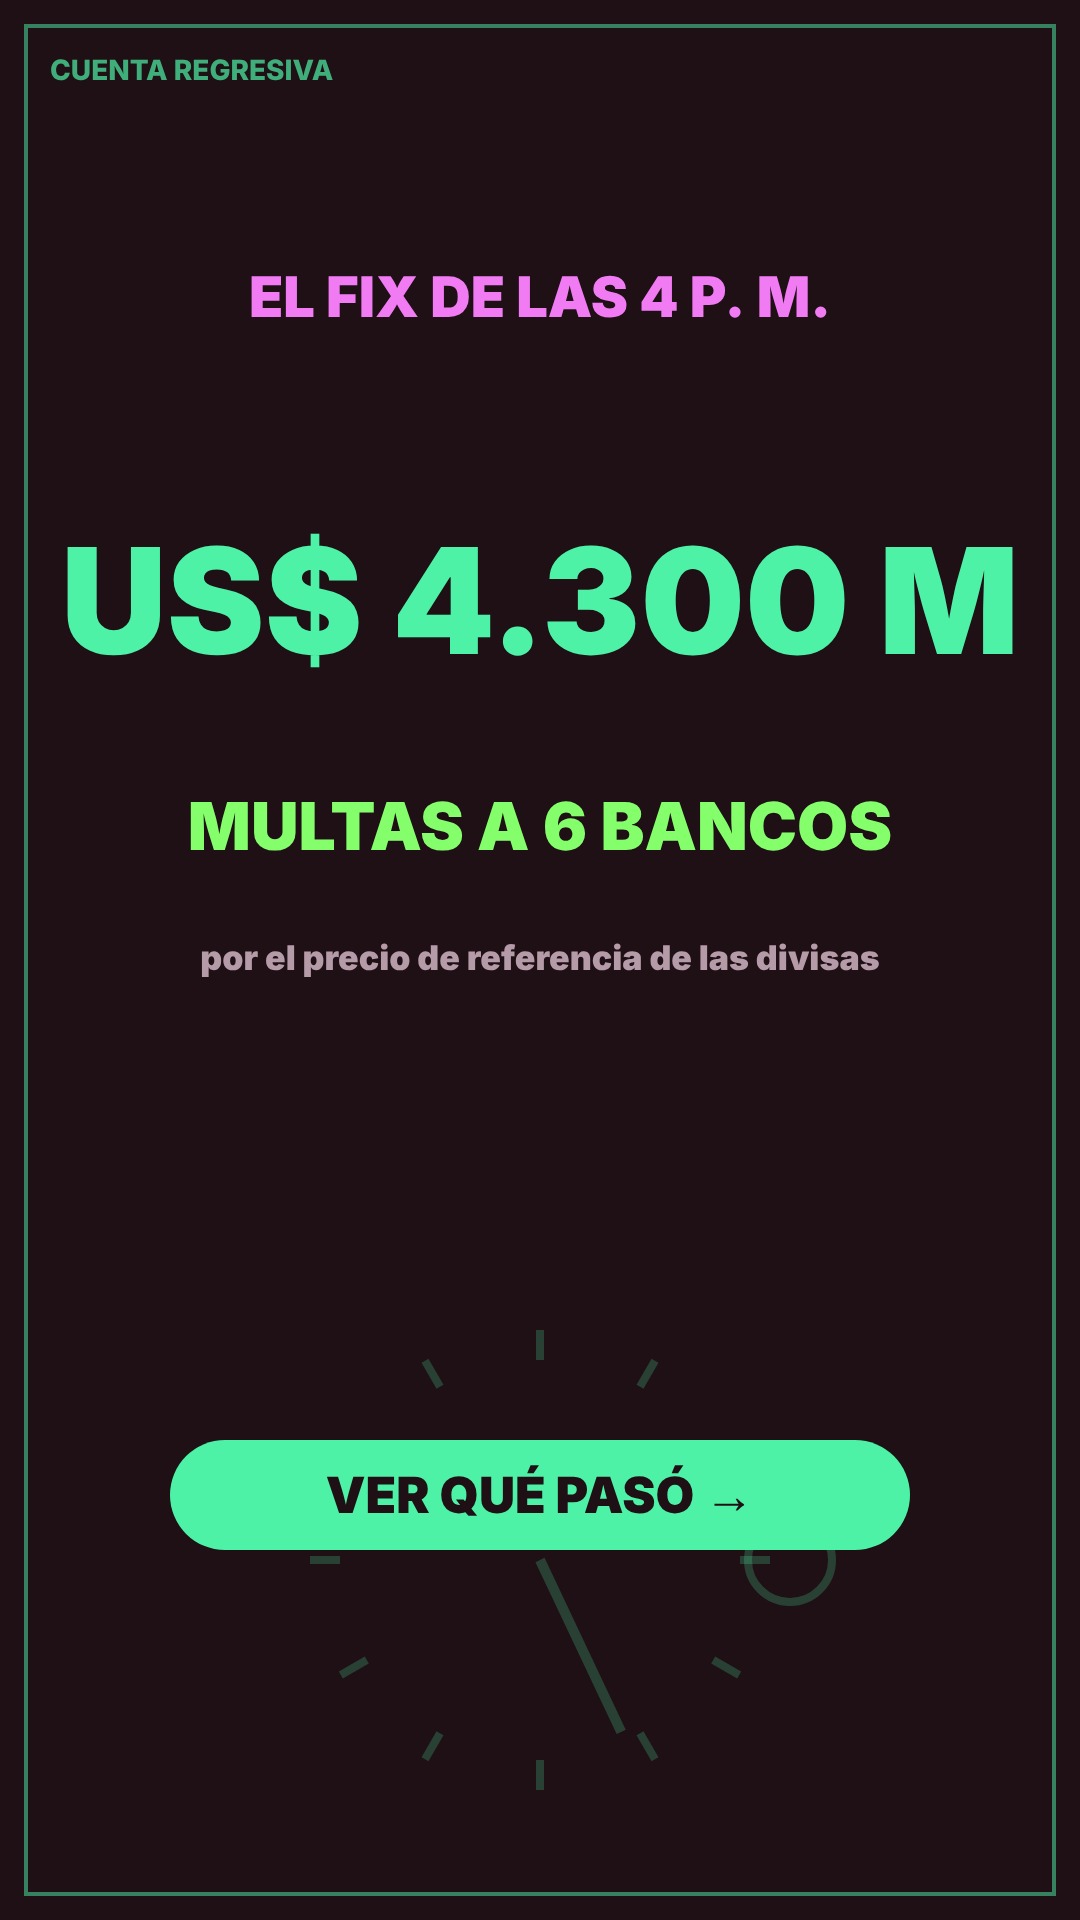 CUENTA REGRESIVA
EL FIX DE LAS 4 P. M.
US$ 4.300 M
MULTAS A 6 BANCOS
por el precio de referencia de las divisas
VER QUÉ PASÓ →